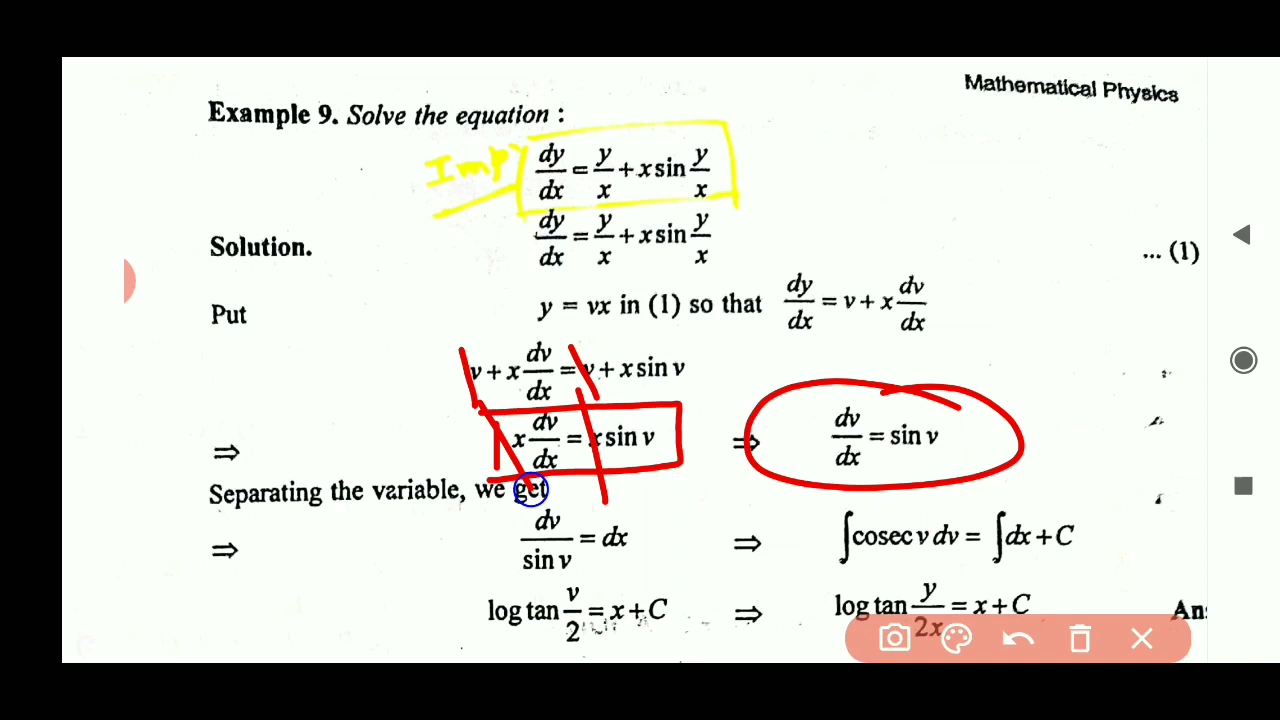 Mathematical Physics
Example 9. Solve the equation :
Imp dy/dx = y/x + x sin y/x
Solution. dy/dx = y/x + x sin y/x ... (1)
Put y = vx in (1) so that dy/dx = v + x dv/dx
v + x dv/dx = v + x sin v
⇒ x dv/dx = x sin v ⇒ dv/dx = sin v
Separating the variable, we get
⇒ dv/sin v = dx ⇒ ∫cosec v dv = ∫dx + C
log tan v/2 = x + C ⇒ log tan y/2x = x + C Ans